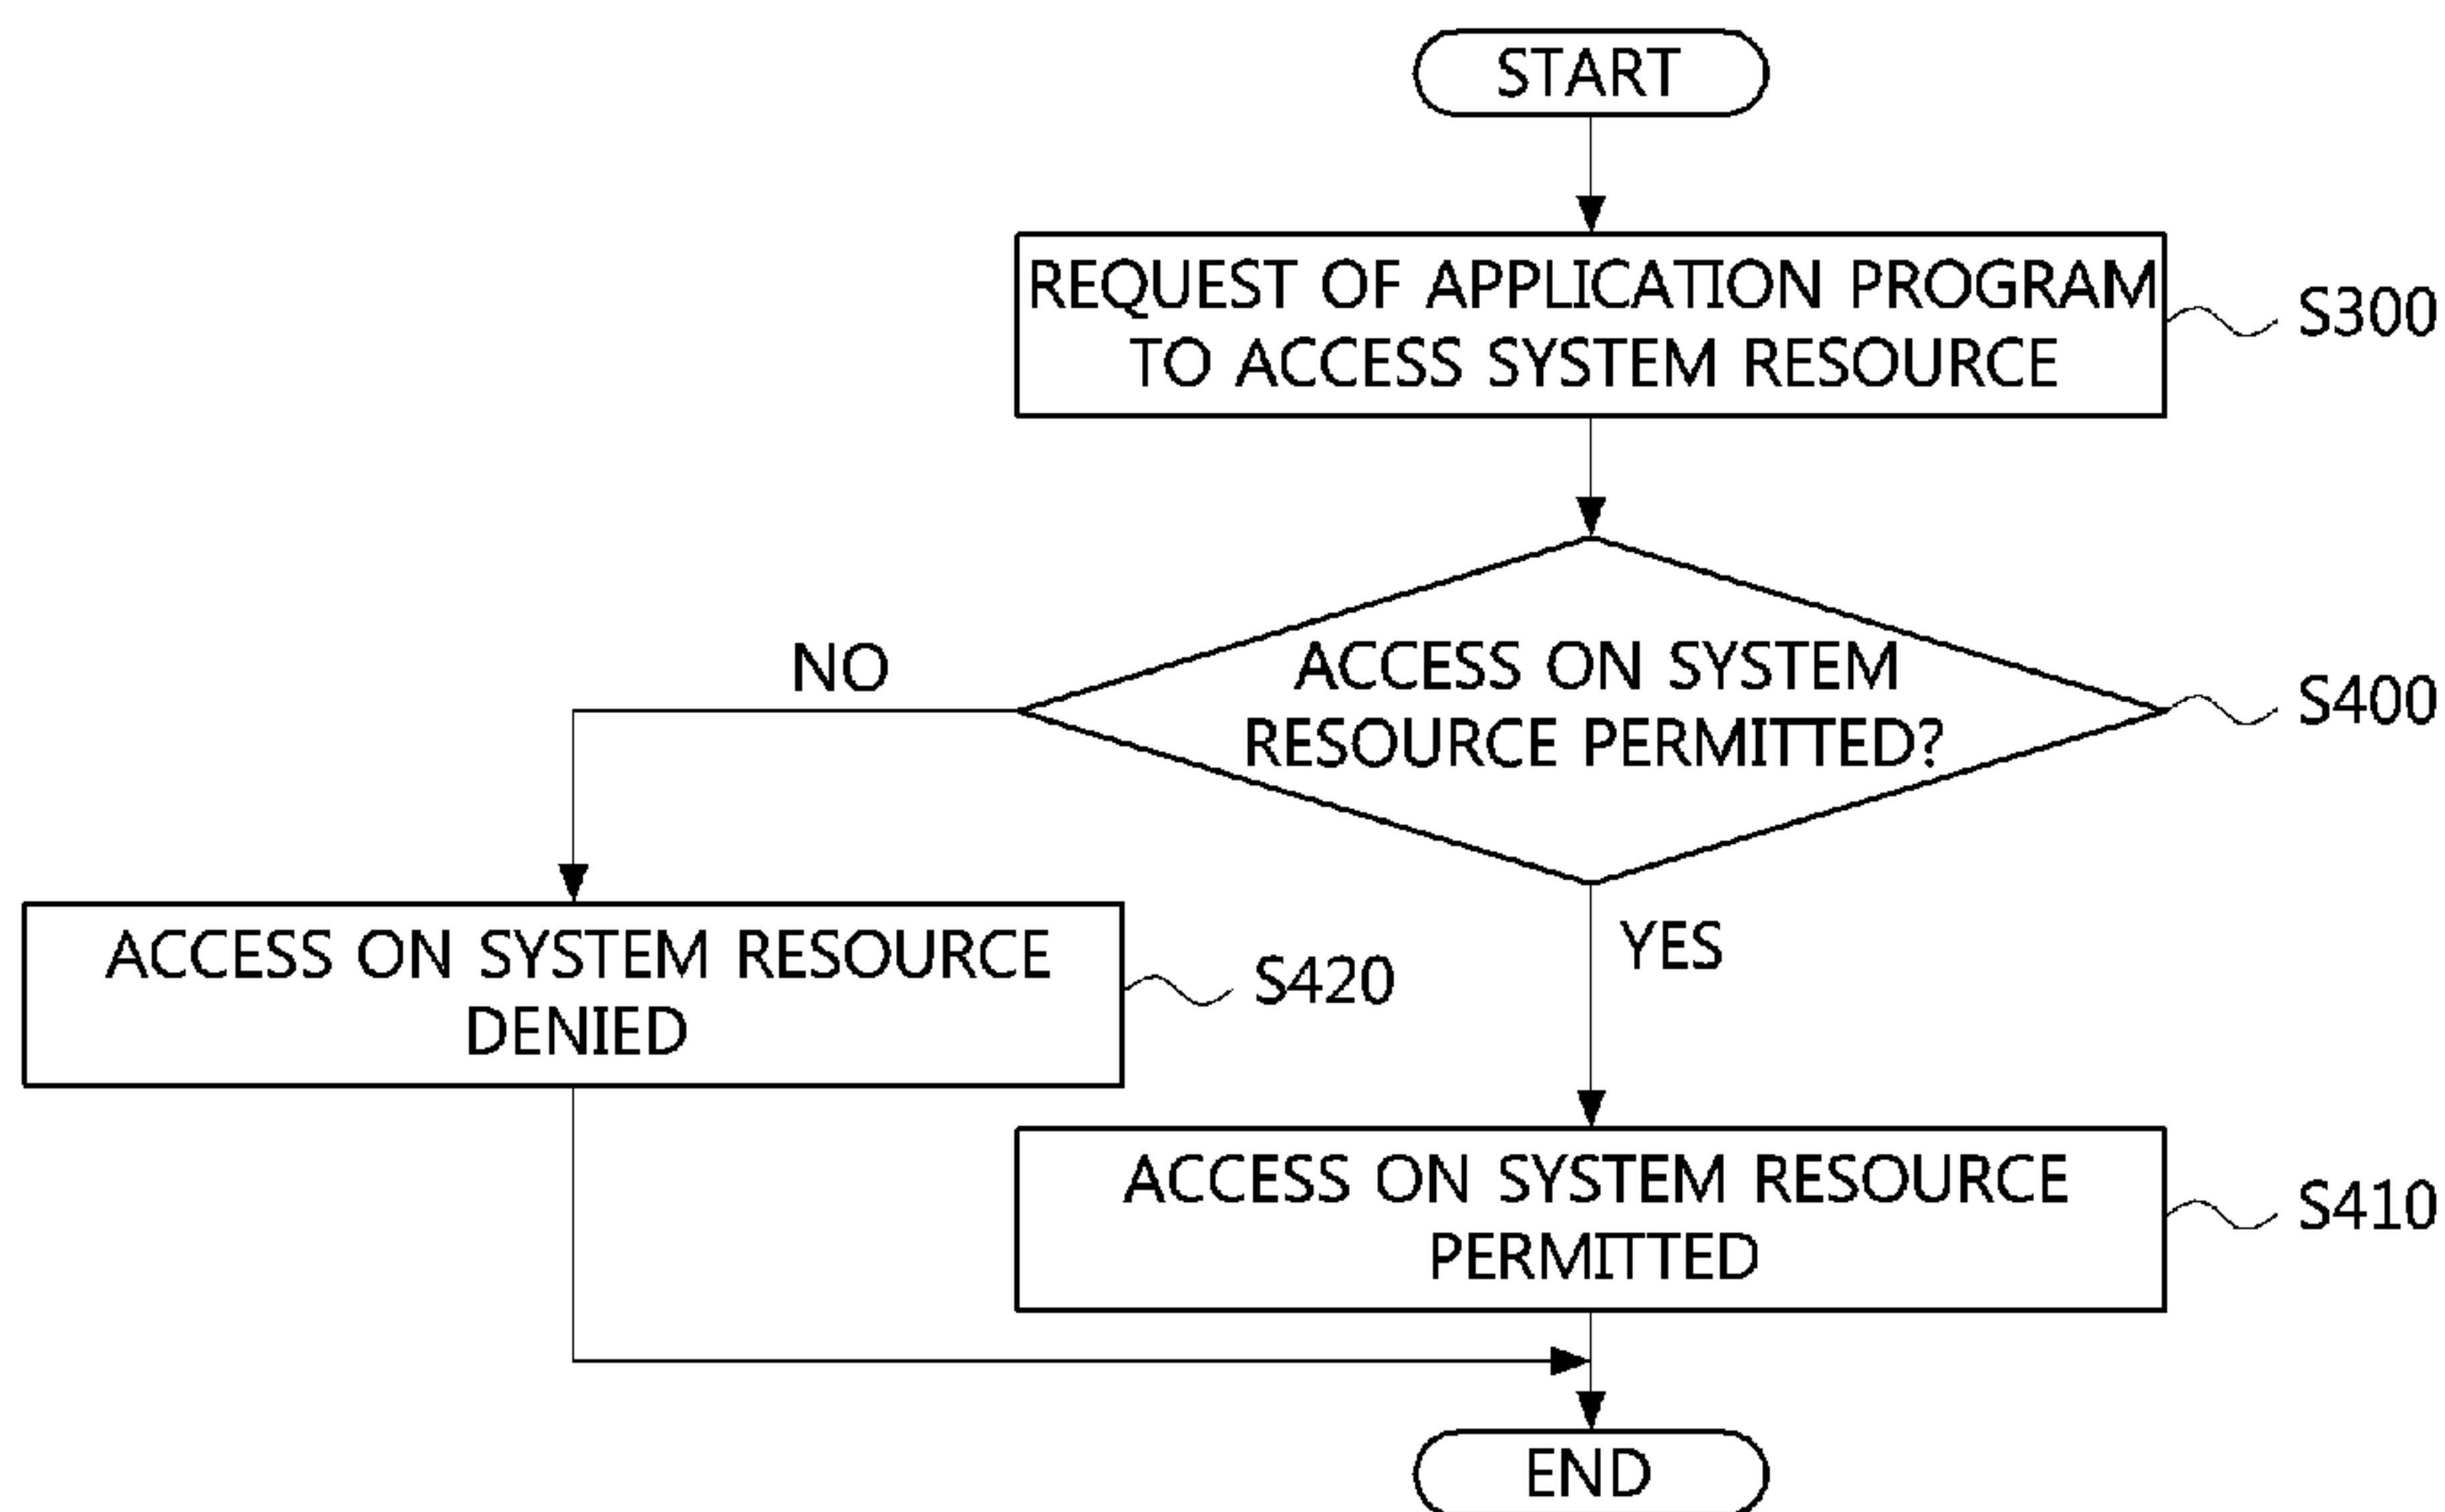 START
REQUEST OF APPLICATION PROGRAM
TO ACCESS SYSTEM RESOURCE
S300
ACCESS ON SYSTEM
RESOURCE PERMITTED?
S400
NO
YES
ACCESS ON SYSTEM RESOURCE
DENIED
S420
ACCESS ON SYSTEM RESOURCE
PERMITTED
S410
END